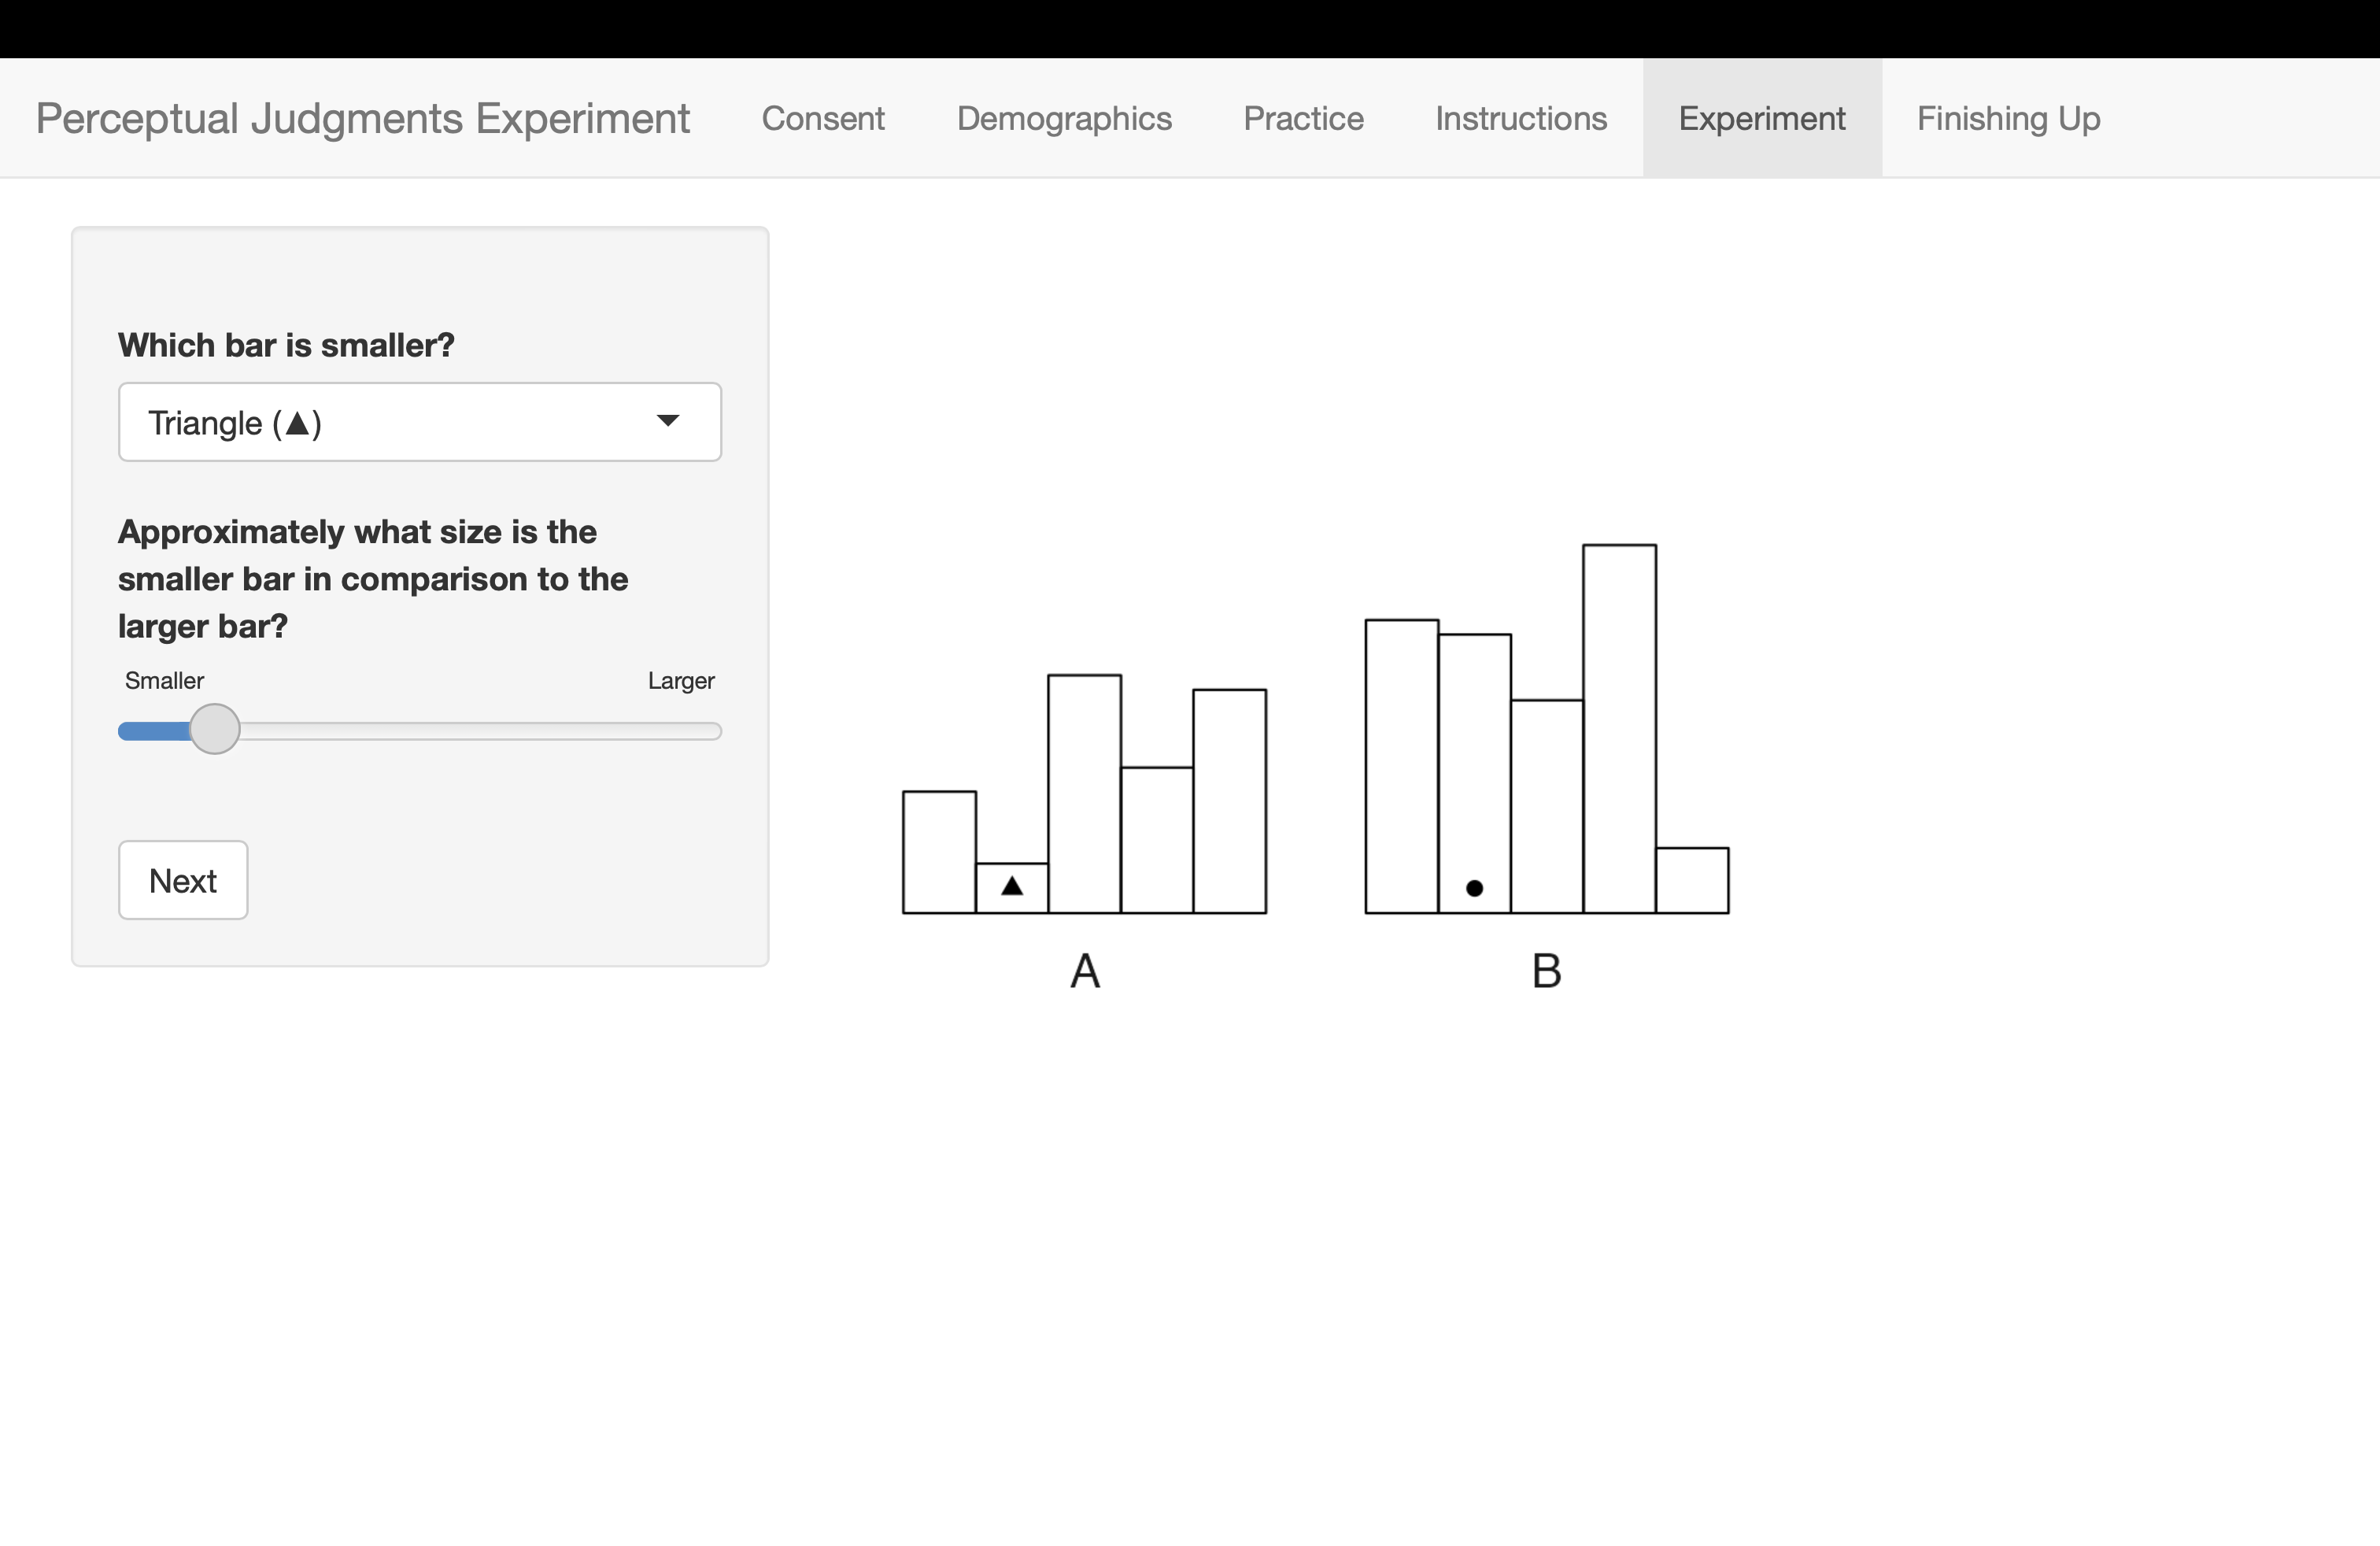 Perceptual Judgments Experiment Consent Demographics Practice Instructions Experiment Finishing Up
Which bar is smaller?
Triangle (▲)
Approximately what size is the
smaller bar in comparison to the
larger bar?
Smaller Larger
Next
A B